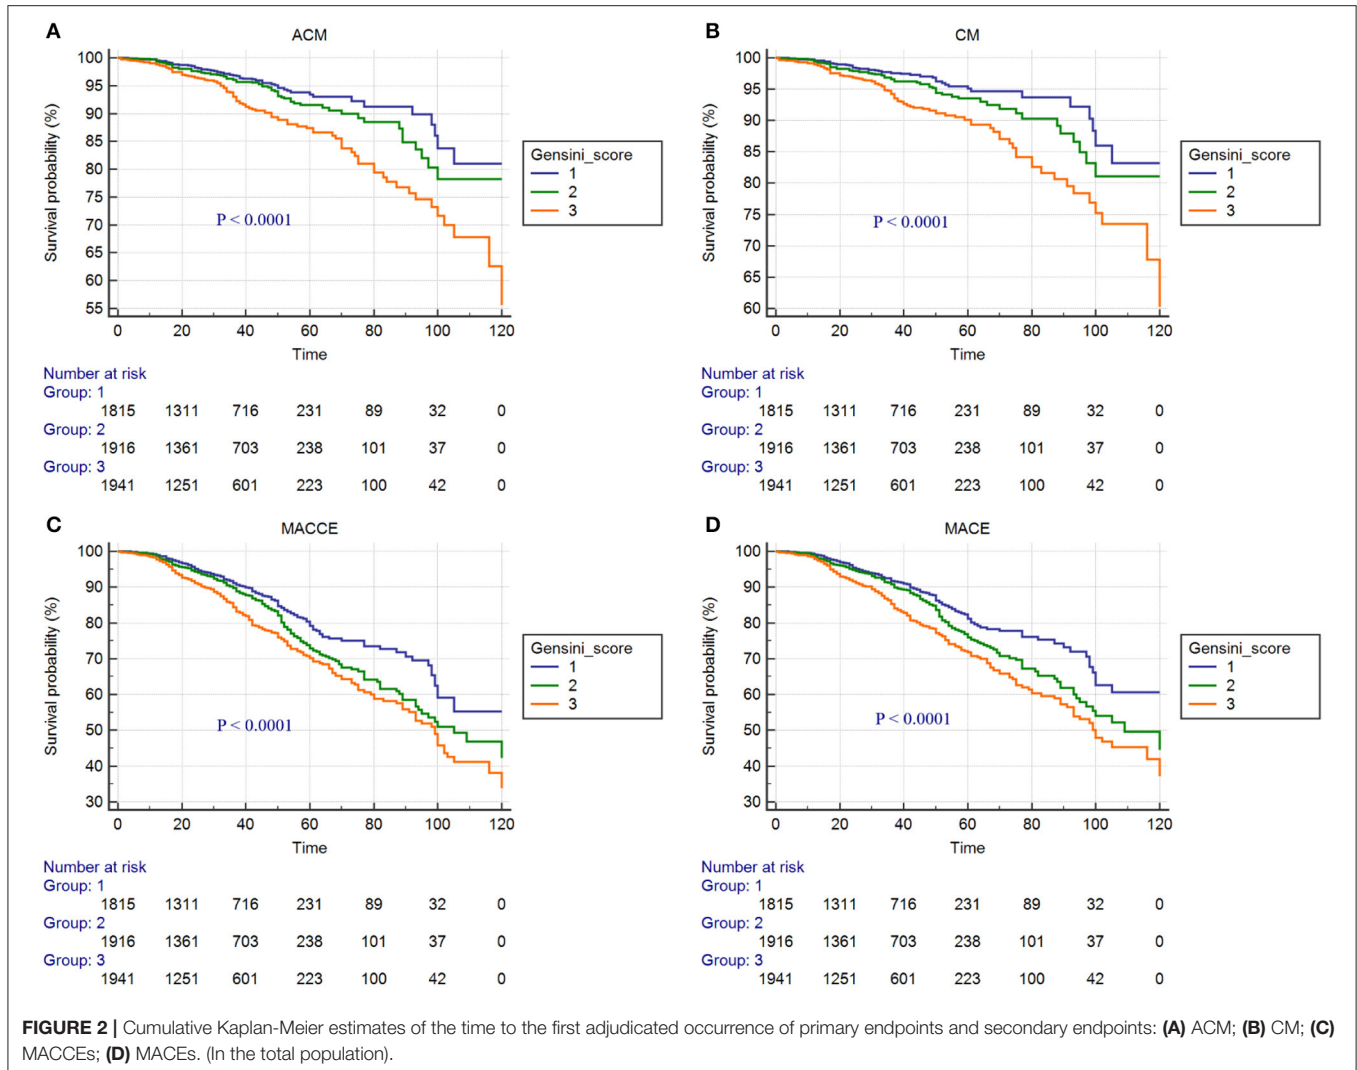 A
ACM
Survival probability (%)
100
95
90
85
80
75
70
65
60
55
P < 0.0001
0 20 40 60 80 100 120
Time
Gensini_score
1
2
3
Number at risk
Group: 1
1815 1311 716 231 89 32 0
Group: 2
1916 1361 703 238 101 37 0
Group: 3
1941 1251 601 223 100 42 0
B
CM
Survival probability (%)
100
95
90
85
80
75
70
65
60
P < 0.0001
0 20 40 60 80 100 120
Time
Gensini_score
1
2
3
Number at risk
Group: 1
1815 1311 716 231 89 32 0
Group: 2
1916 1361 703 238 101 37 0
Group: 3
1941 1251 601 223 100 42 0
C
MACCE
Survival probability (%)
100
90
80
70
60
50
40
30
P < 0.0001
0 20 40 60 80 100 120
Time
Gensini_score
1
2
3
Number at risk
Group: 1
1815 1311 716 231 89 32 0
Group: 2
1916 1361 703 238 101 37 0
Group: 3
1941 1251 601 223 100 42 0
D
MACE
Survival probability (%)
100
90
80
70
60
50
40
30
P < 0.0001
0 20 40 60 80 100 120
Time
Gensini_score
1
2
3
Number at risk
Group: 1
1815 1311 716 231 89 32 0
Group: 2
1916 1361 703 238 101 37 0
Group: 3
1941 1251 601 223 100 42 0
FIGURE 2 | Cumulative Kaplan-Meier estimates of the time to the first adjudicated occurrence of primary endpoints and secondary endpoints: (A) ACM; (B) CM; (C)
MACCEs; (D) MACEs. (In the total population).